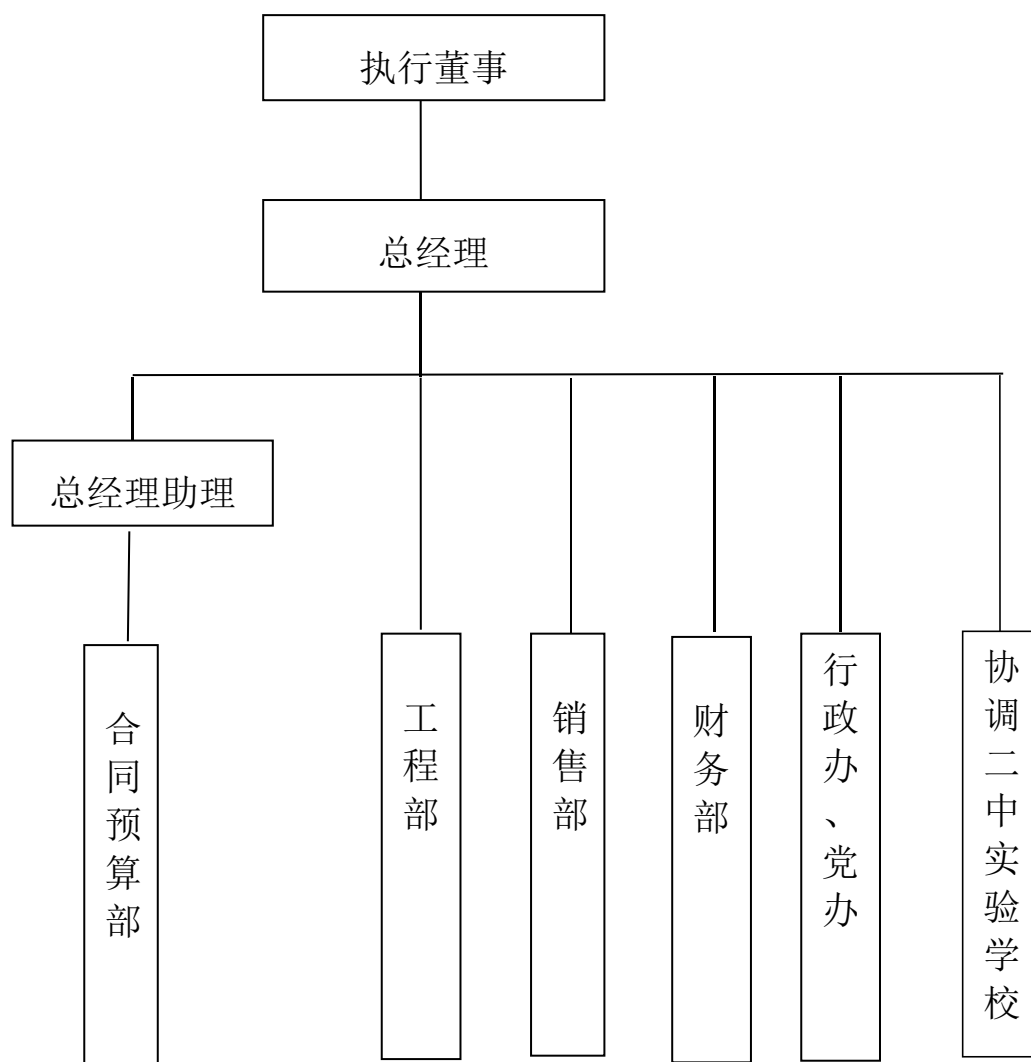 执行董事
总经理
总经理助理
合同预算部
工程部
销售部
财务部
行政办、党办
协调二中实验学校